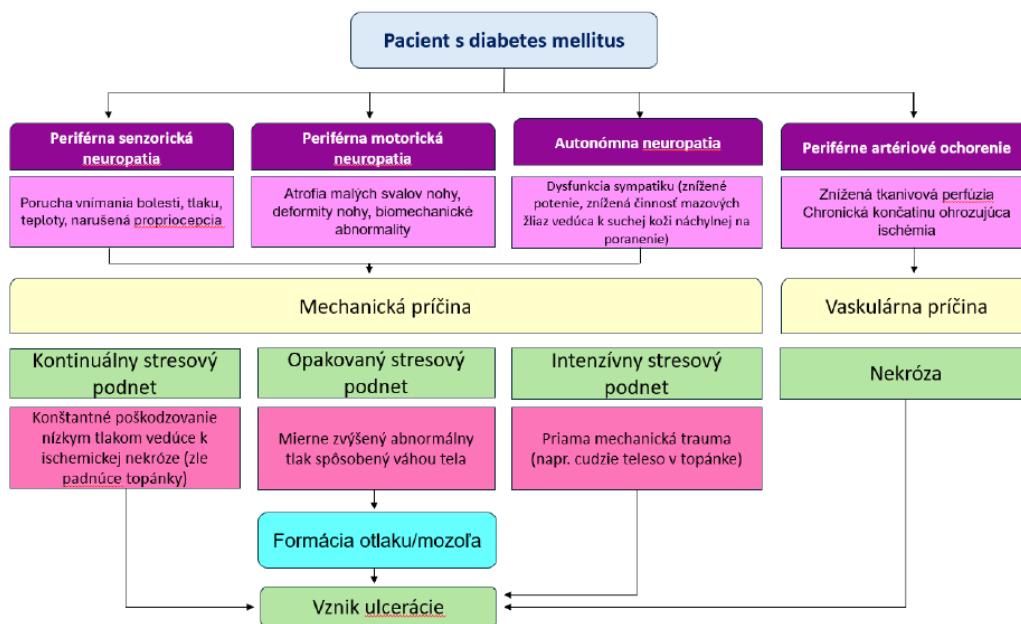 Pacient s diabetes mellitus
Periférna senzorická
neuropatia
Periférna motorická
neuropatia
Autonómna neuropatia
Periférne artériové ochorenie
Porucha vnímania bolesti, tlaku,
teploty, narušená propriocepcia
Atrofia malých svalov nohy,
deformity nohy, biomechanické
abnormality
Dysfunkcia sympatiku (znížené
potenie, znížená činnosť mazových
žliaz vedúca k suchej koži náchylnej na
poranenie)
Znížená tkanivová perfúzia
Chronická končatinu ohrozujúca
ischémia
Mechanická príčina
Vaskulárna príčina
Kontinuálny stresový
podnet
Opakovaný stresový
podnet
Intenzívny stresový
podnet
Nekróza
Konštantné poškodzovanie
nízkym tlakom vedúce k
ischemickej nekróze (zle
padnúce topánky)
Mierne zvýšený abnormálny
tlak spôsobený váhou tela
Priama mechanická trauma
(napr. cudzie teleso v topánke)
Formácia otlaku/mozoľa
Vznik ulcerácie